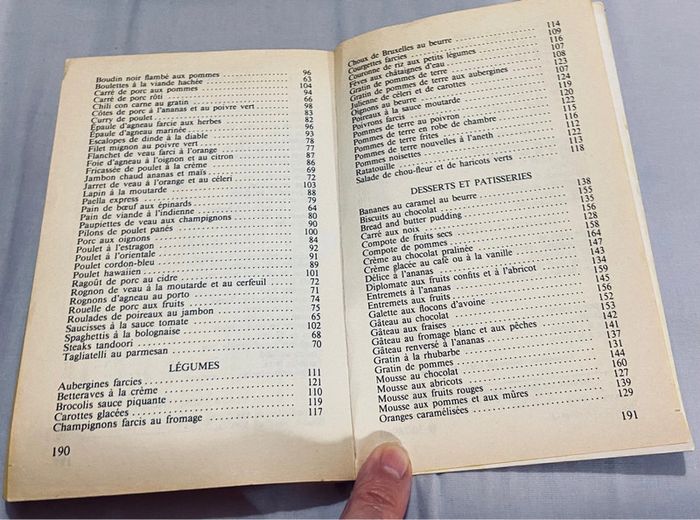 Boudin noir flambé aux pommes 96
Boulettes à la viande hachée 63
Carré de porc aux pommes 104
Carré de porc rôti 94
Chili con carne au gratin 66
Côtes de porc à l'ananas et au poivre vert 98
Curry de poulet 83
Épaule d'agneau farcie aux herbes 82
Épaule d'agneau marinée 96
Escalopes de dinde à la diable 93
Filet mignon au poivre vert 78
Flanchet de veau farci à l'orange 77
Foie d'agneau à l'oignon et au citron 87
Fricassée de poulet à la crème 86
Jambon chaud ananas et maïs 69
Jarret de veau à l'orange et au céleri 72
Lapin à la moutarde 103
Paella express 88
Pain de bœuf aux épinards 79
Pain de viande à l'indienne 64
Paupiettes de veau aux champignons 80
Pilons de poulet panés 90
Porc aux oignons 100
Poulet à l'estragon 84
Poulet à l'orientale 92
Poulet cordon-bleu 91
Poulet hawaiien 89
Ragoût de porc au cidre 101
Rognon de veau à la moutarde et au cerfeuil 72
Rognons d'agneau au porto 71
Rouelle de porc aux fruits 74
Roulades de poireaux au jambon 75
Saucisses à la sauce tomate 65
Spaghettis à la bolognaise 102
Steaks tandoori 68
Tagliatelli au parmesan 70
LÉGUMES
Aubergines farcies 111
Betteraves à la crème 121
Brocolis sauce piquante 110
Carottes glacées 119
Champignons farcis au fromage 117
190
Choux de Bruxelles au beurre 114
Courgettes farcies 109
Couronne de riz aux petits légumes 116
Fèves aux châtaignes d'eau 107
Gratin de pommes de terre 108
Gratin de pommes de terre aux aubergines 123
Julienne de céleri et de carottes 107
Oignons au beurre 124
Poireaux à la sauce moutarde 119
Poivrons farcis 120
Pommes de terre au poivron 122
Pommes de terre en robe de chambre 115
Pommes de terre frites 116
Pommes de terre nouvelles à l'aneth 112
Pommes noisettes 122
Ratatouille 113
Salade de chou-fleur et de haricots verts 118
DESSERTS ET PATISSERIES
Bananes au caramel au beurre 138
Biscuits au chocolat 155
Bread and butter pudding 135
Carré aux noix 156
Compote de fruits secs 128
Compote de pommes 158
Crème au chocolat pralinée 164
Crème glacée au café ou à la vanille 147
Délice à l'ananas 143
Diplomate aux fruits confits et à l'abricot 134
Entremets à l'ananas 159
Entremets aux fruits 145
Galette aux flocons d'avoine 156
Gâteau au chocolat 152
Gâteau aux fraises 153
Gâteau au fromage blanc et aux pêches 142
Gâteau renversé à l'ananas 141
Gratin à la rhubarbe 137
Gratin de pommes 131
Mousse au chocolat 144
Mousse aux abricots 160
Mousse aux fruits rouges 127
Mousse aux pommes et aux mûres 139
Oranges caramélisées 129
191